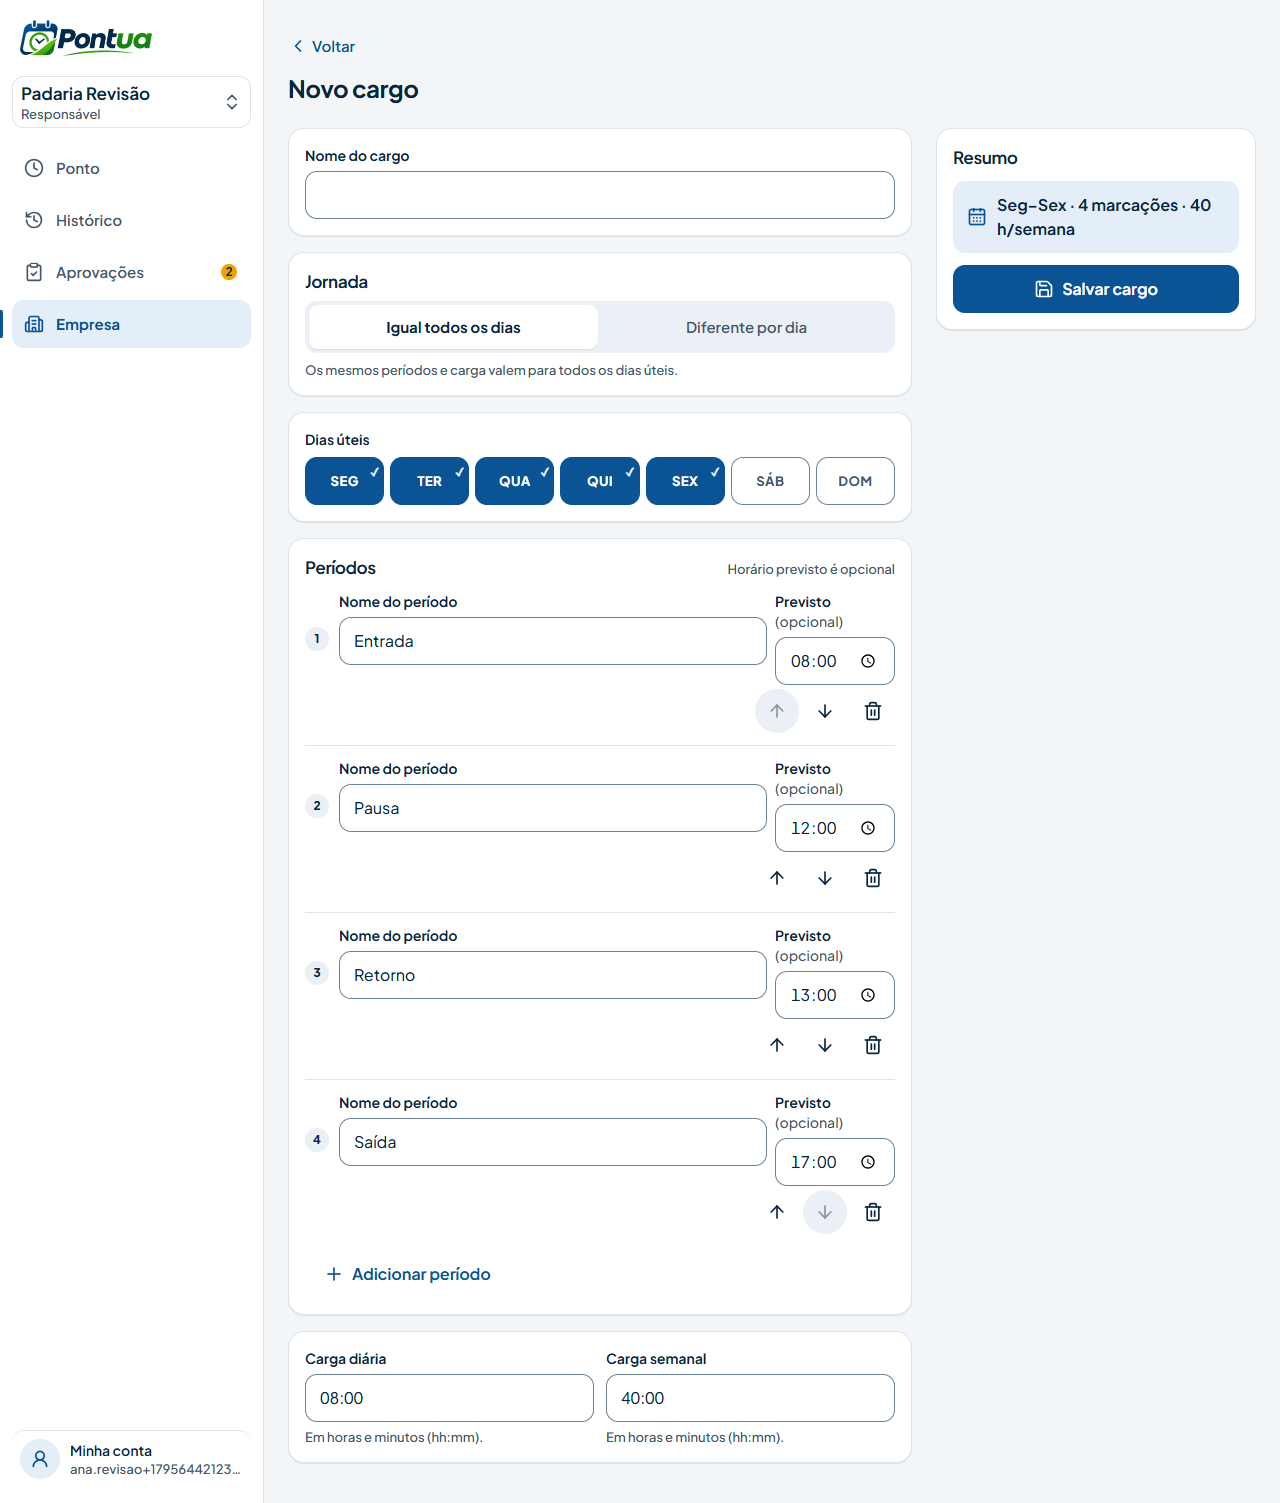 Pontua
Padaria Revisão
Responsável
Ponto
Histórico
Aprovações
2
Empresa
Minha conta
ana.revisao+17956442123...
Voltar
Novo cargo
Nome do cargo
Jornada
Igual todos os dias
Diferente por dia
Os mesmos períodos e carga valem para todos os dias úteis.
Dias úteis
SEG
TER
QUA
QUI
SEX
SÁB
DOM
Períodos
Horário previsto é opcional
Nome do período
Previsto
(opcional)
1
Entrada
08:00
Nome do período
Previsto
(opcional)
2
Pausa
12:00
Nome do período
Previsto
(opcional)
3
Retorno
13:00
Nome do período
Previsto
(opcional)
4
Saída
17:00
Adicionar período
Carga diária
08:00
Em horas e minutos (hh:mm).
Carga semanal
40:00
Em horas e minutos (hh:mm).
Resumo
Seg–Sex · 4 marcações · 40
h/semana
Salvar cargo